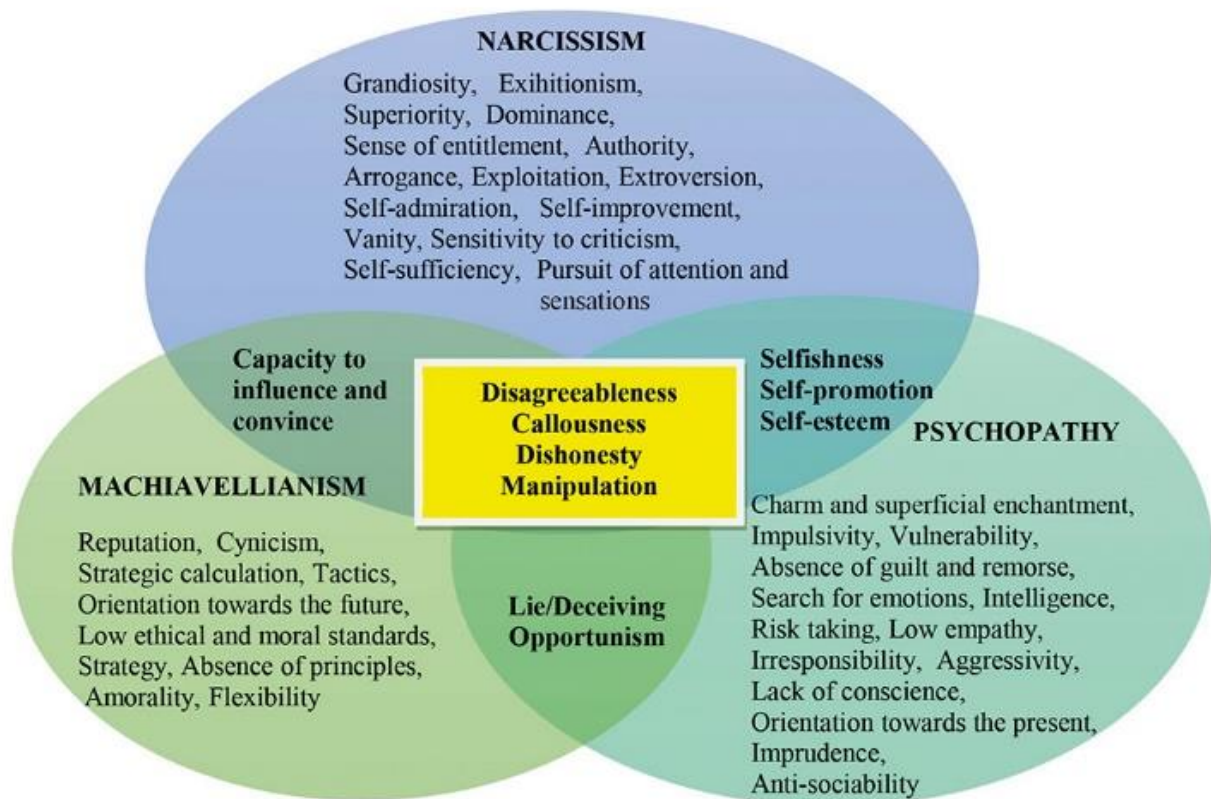 NARCISSISM
Grandiosity, Exihitionism,
Superiority, Dominance,
Sense of entitlement, Authority,
Arrogance, Exploitation, Extroversion,
Self-admiration, Self-improvement,
Vanity, Sensitivity to criticism,
Self-sufficiency, Pursuit of attention and
sensations
Capacity to
influence and
convince
Disagreeableness
Callousness
Dishonesty
Manipulation
Selfishness
Self-promotion
Self-esteem
MACHIAVELLIANISM
Reputation, Cynicism,
Strategic calculation, Tactics,
Orientation towards the future,
Low ethical and moral standards,
Strategy, Absence of principles,
Amorality, Flexibility
Lie/Deceiving
Opportunism
PSYCHOPATHY
Charm and superficial enchantment,
Impulsivity, Vulnerability,
Absence of guilt and remorse,
Search for emotions, Intelligence,
Risk taking, Low empathy,
Irresponsibility, Aggressivity,
Lack of conscience,
Orientation towards the present,
Imprudence,
Anti-sociability